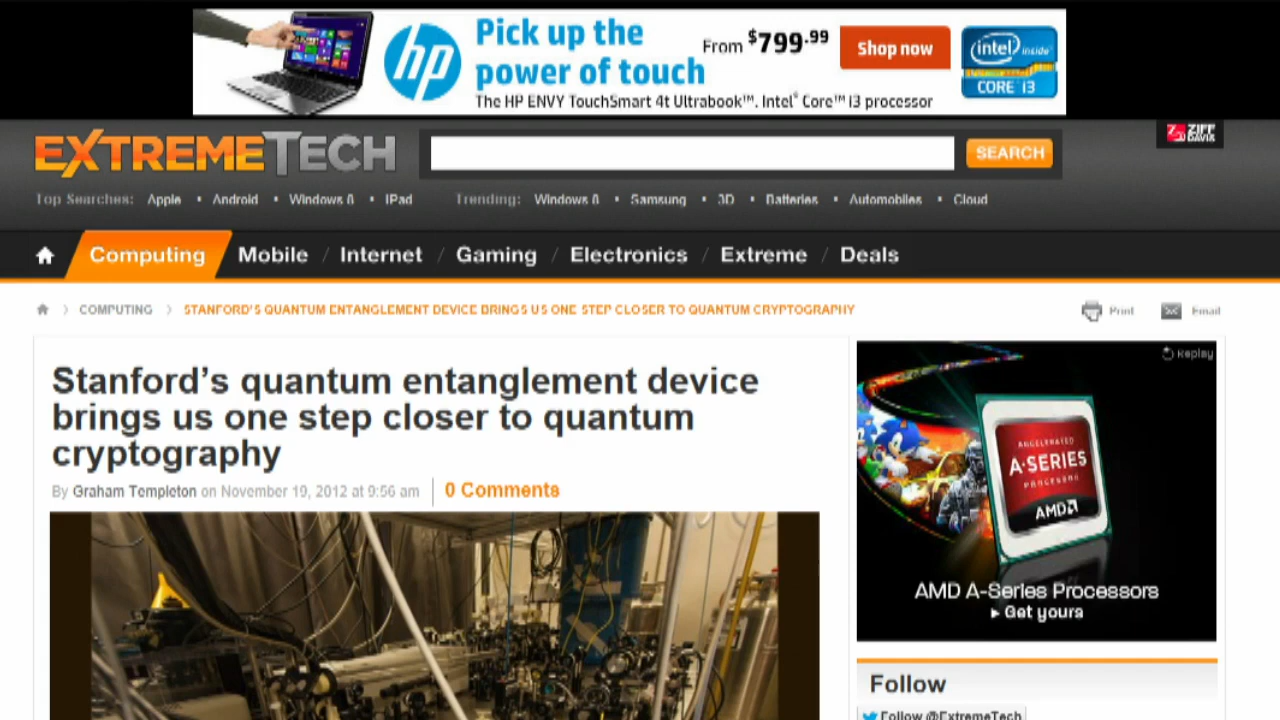 Pick up the
power of touch
From $799.99
Shop now
The HP ENVY TouchSmart 4t Ultrabook™. Intel® Core™ i3 processor
hp
intel inside
CORE i3
EXTREMETECH
SEARCH
ZIFF DAVIS
Top Searches: Apple • Android • Windows 8 • iPad
Trending: Windows 8 • Samsung • 3D • Batteries • Automobiles • Cloud
Computing Mobile / Internet / Gaming / Electronics / Extreme / Deals
COMPUTING > STANFORD'S QUANTUM ENTANGLEMENT DEVICE BRINGS US ONE STEP CLOSER TO QUANTUM CRYPTOGRAPHY
Print Email
Stanford's quantum entanglement device
brings us one step closer to quantum
cryptography
By Graham Templeton on November 19, 2012 at 9:56 am
0 Comments
Replay
ACCELERATED
A-SERIES
PROCESSOR
AMD
AMD A-Series Processors
▸ Get yours
Follow
Follow @ExtremeTech